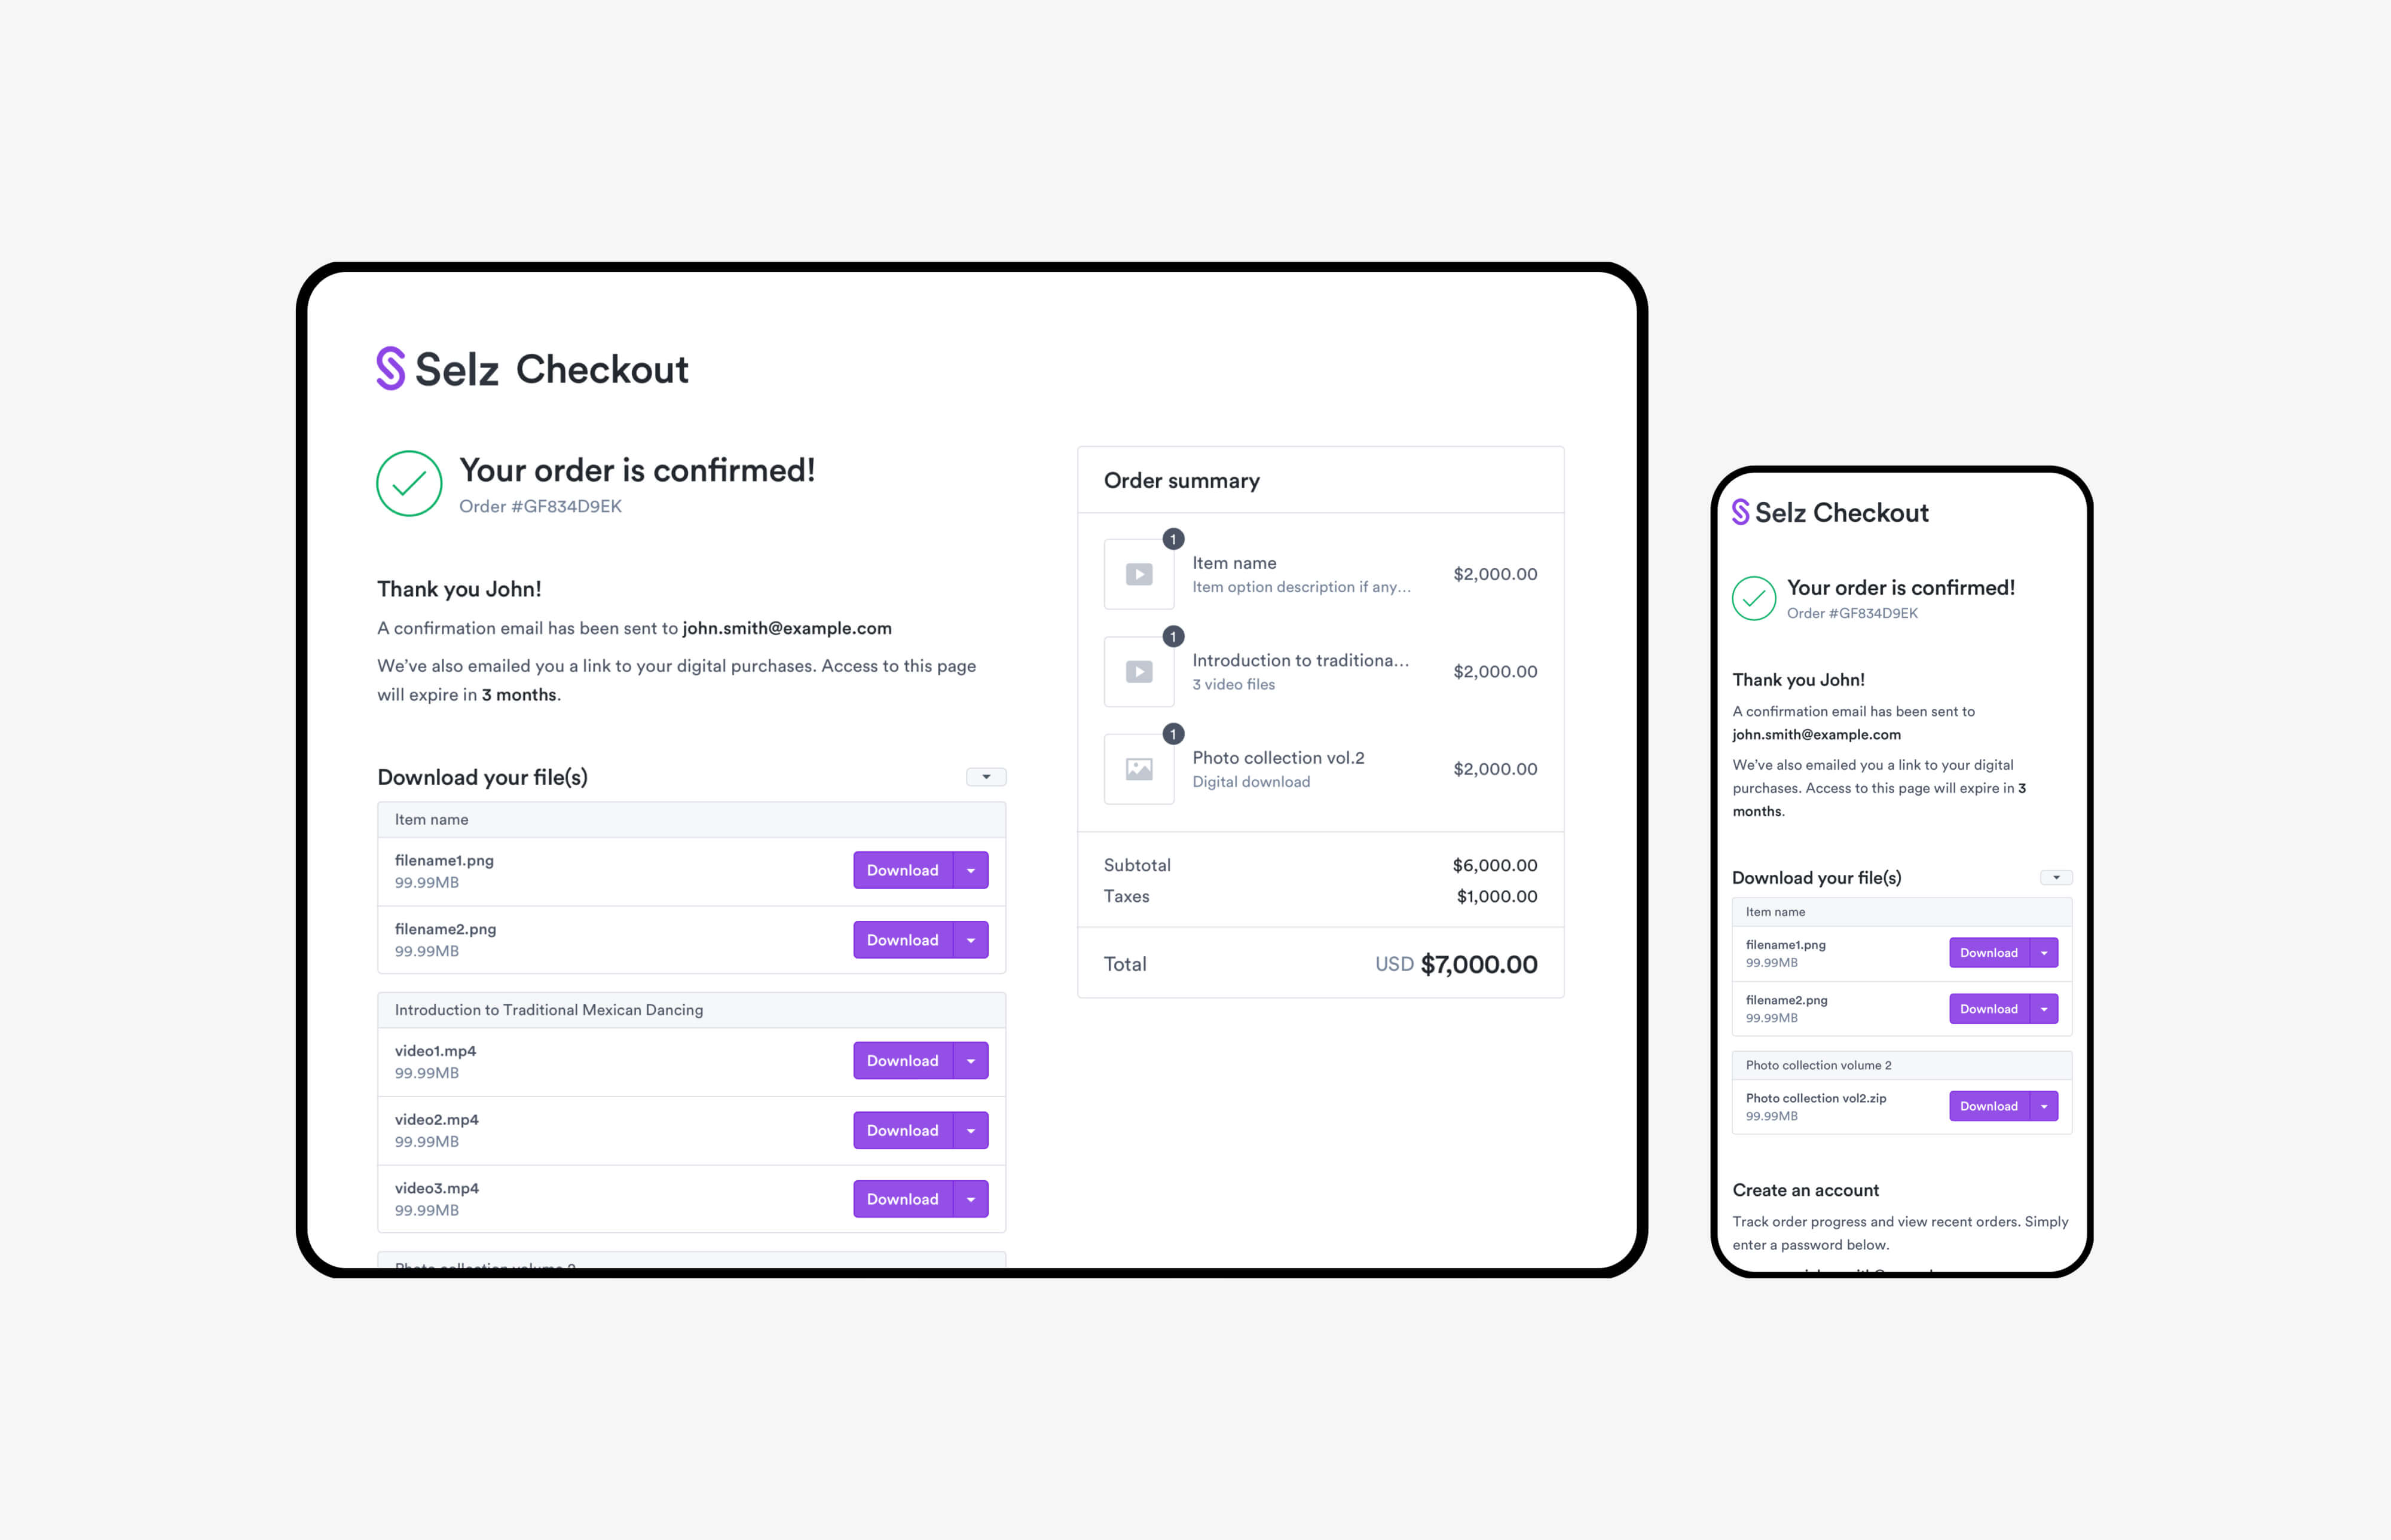 Selz Checkout
Your order is confirmed!
Order #GF834D9EK
Thank you John!
A confirmation email has been sent to john.smith@example.com
We’ve also emailed you a link to your digital purchases. Access to this page
will expire in 3 months.
Download your file(s)
Item name
filename1.png
99.99MB
Download
filename2.png
99.99MB
Download
Introduction to Traditional Mexican Dancing
video1.mp4
99.99MB
Download
video2.mp4
99.99MB
Download
video3.mp4
99.99MB
Download
Photo collection volume 2
Order summary
1
Item name
Item option description if any...
$2,000.00
1
Introduction to traditiona...
3 video files
$2,000.00
1
Photo collection vol.2
Digital download
$2,000.00
Subtotal $6,000.00
Taxes $1,000.00
Total USD $7,000.00
Selz Checkout
Your order is confirmed!
Order #GF834D9EK
Thank you John!
A confirmation email has been sent to
john.smith@example.com
We’ve also emailed you a link to your digital
purchases. Access to this page will expire in 3
months.
Download your file(s)
Item name
filename1.png
99.99MB
Download
filename2.png
99.99MB
Download
Photo collection volume 2
Photo collection vol2.zip
99.99MB
Download
Create an account
Track order progress and view recent orders. Simply
enter a password below.